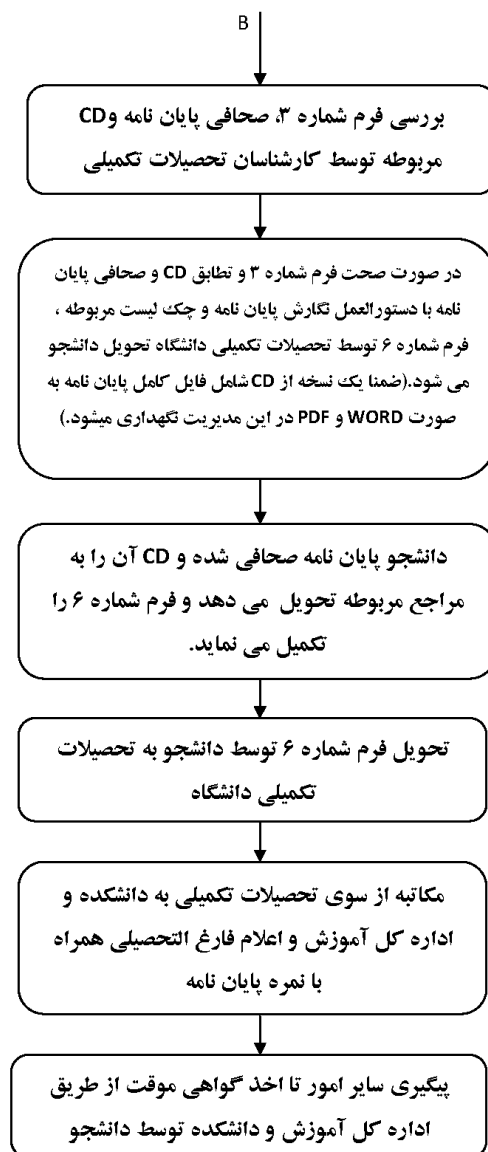 B
بررسی فرم شماره ۳، صحافی پایان نامه وCD
مربوطه توسط کارشناسان تحصیلات تکمیلی
در صورت صحت فرم شماره ۳ و تطابق CD و صحافی پایان
نامه با دستورالعمل نگارش پایان نامه و چک لیست مربوطه ،
فرم شماره ۶ توسط تحصیلات تکمیلی دانشگاه تحویل دانشجو
می شود.(ضمنا یک نسخه از CD شامل فایل کامل پایان نامه به
صورت WORD و PDF در این مدیریت نگهداری میشود.)
دانشجو پایان نامه صحافی شده و CD آن را به
مراجع مربوطه تحویل می دهد و فرم شماره ۶ را
تکمیل می نماید.
تحویل فرم شماره ۶ توسط دانشجو به تحصیلات
تکمیلی دانشگاه
مکاتبه از سوی تحصیلات تکمیلی به دانشکده و
اداره کل آموزش و اعلام فارغ التحصیلی همراه
با نمره پایان نامه
پیگیری سایر امور تا اخذ گواهی موقت از طریق
اداره کل آموزش و دانشکده توسط دانشجو